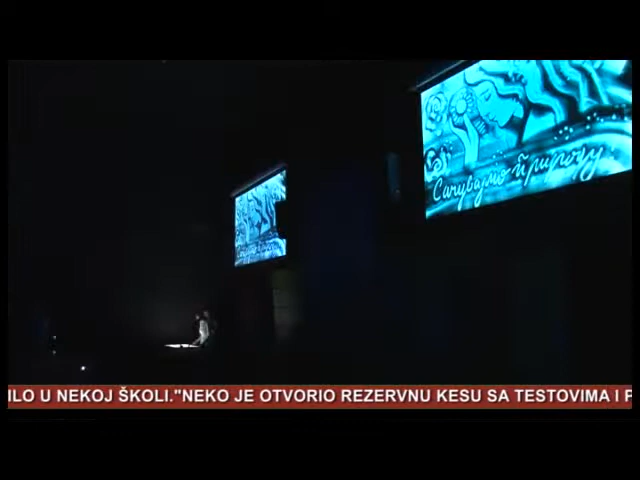 Сачувајмо природу
ILO U NEKOJ ŠKOLI."NEKO JE OTVORIO REZERVNU KESU SA TESTOVIMA I